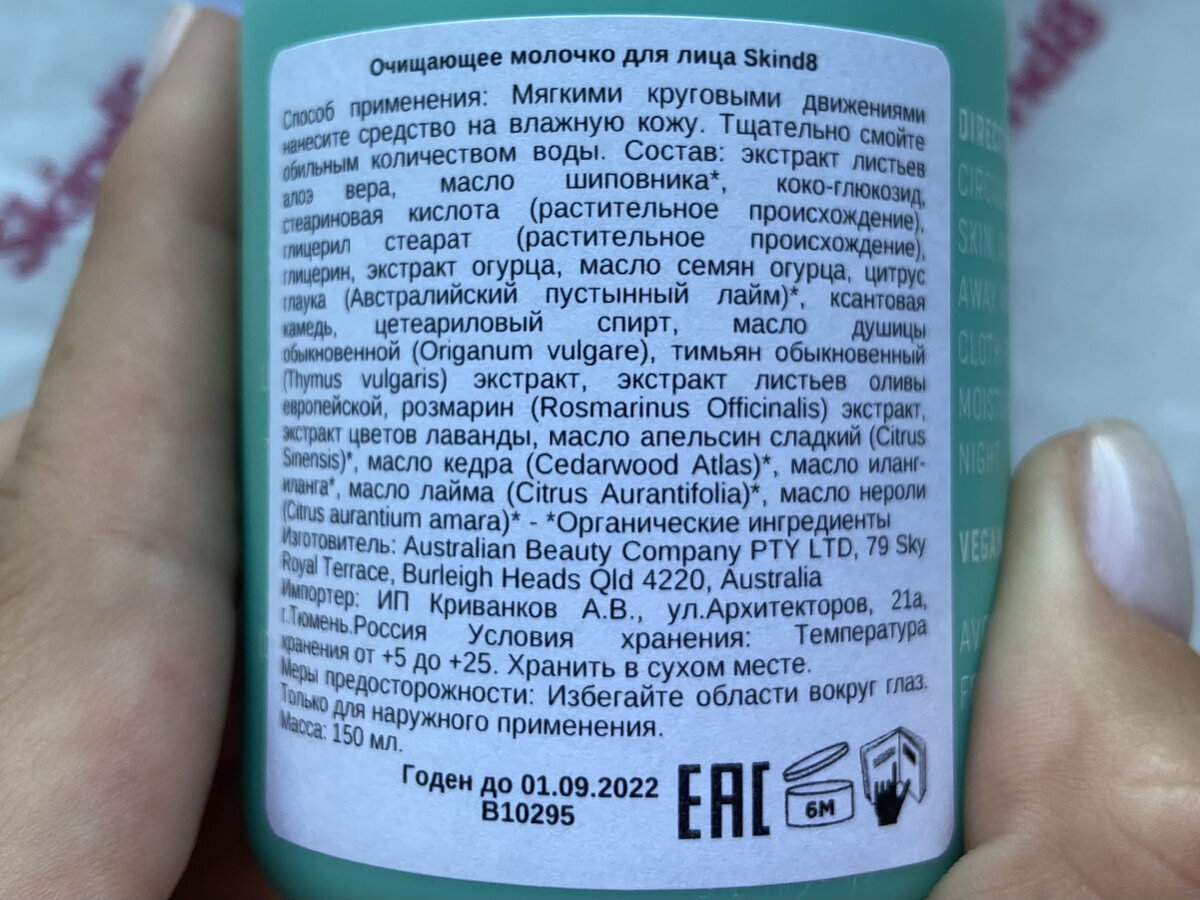 Очищающее молочко для лица Skind8
Способ применения: Мягкими круговыми движениями
нанесите средство на влажную кожу. Тщательно смойте
обильным количеством воды. Состав: экстракт листьев
алоэ вера, масло шиповника*, коко-глюкозид,
стеариновая кислота (растительное происхождение),
глицерил стеарат (растительное происхождение),
глицерин, экстракт огурца, масло семян огурца, цитрус
глаука (Австралийский пустынный лайм)*, ксантовая
камедь, цетеариловый спирт, масло душицы
обыкновенной (Origanum vulgare), тимьян обыкновенный
(Thymus vulgaris) экстракт, экстракт листьев оливы
европейской, розмарин (Rosmarinus Officinalis) экстракт,
экстракт цветов лаванды, масло апельсин сладкий (Citrus
Sinensis)*, масло кедра (Cedarwood Atlas)*, масло иланг-
иланга*, масло лайма (Citrus Aurantifolia)*, масло нероли
(Citrus aurantium amara)* - *Органические ингредиенты
Изготовитель: Australian Beauty Company PTY LTD, 79 Sky
Royal Terrace, Burleigh Heads Qld 4220, Australia
Импортер: ИП Криванков А.В., ул.Архитекторов, 21а,
г.Тюмень.Россия Условия хранения: Температура
хранения от +5 до +25. Хранить в сухом месте.
Меры предосторожности: Избегайте области вокруг глаз.
Только для наружного применения.
Масса: 150 мл.
Годен до 01.09.2022
B10295
EAC
6M
SKIN,
AWAY
CLOTH
NIGHT
VEGAN
Skind8